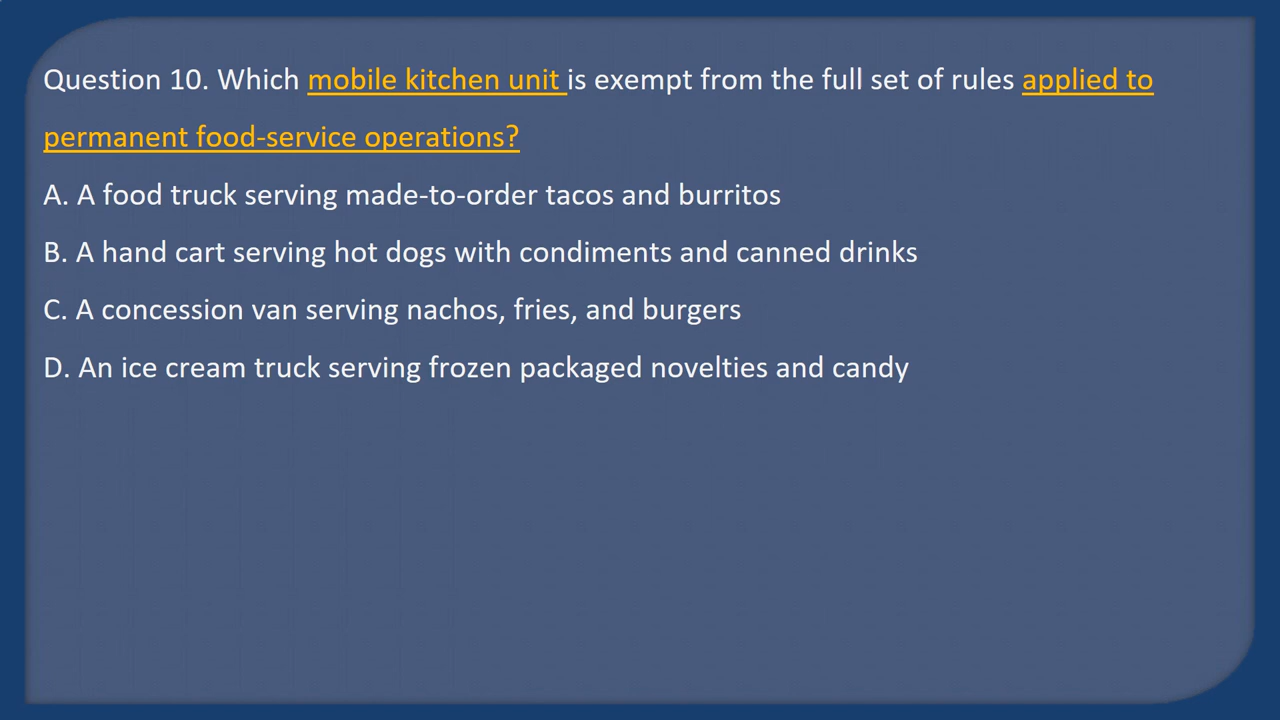 Question 10. Which mobile kitchen unit is exempt from the full set of rules applied to
permanent food-service operations?
A. A food truck serving made-to-order tacos and burritos
B. A hand cart serving hot dogs with condiments and canned drinks
C. A concession van serving nachos, fries, and burgers
D. An ice cream truck serving frozen packaged novelties and candy